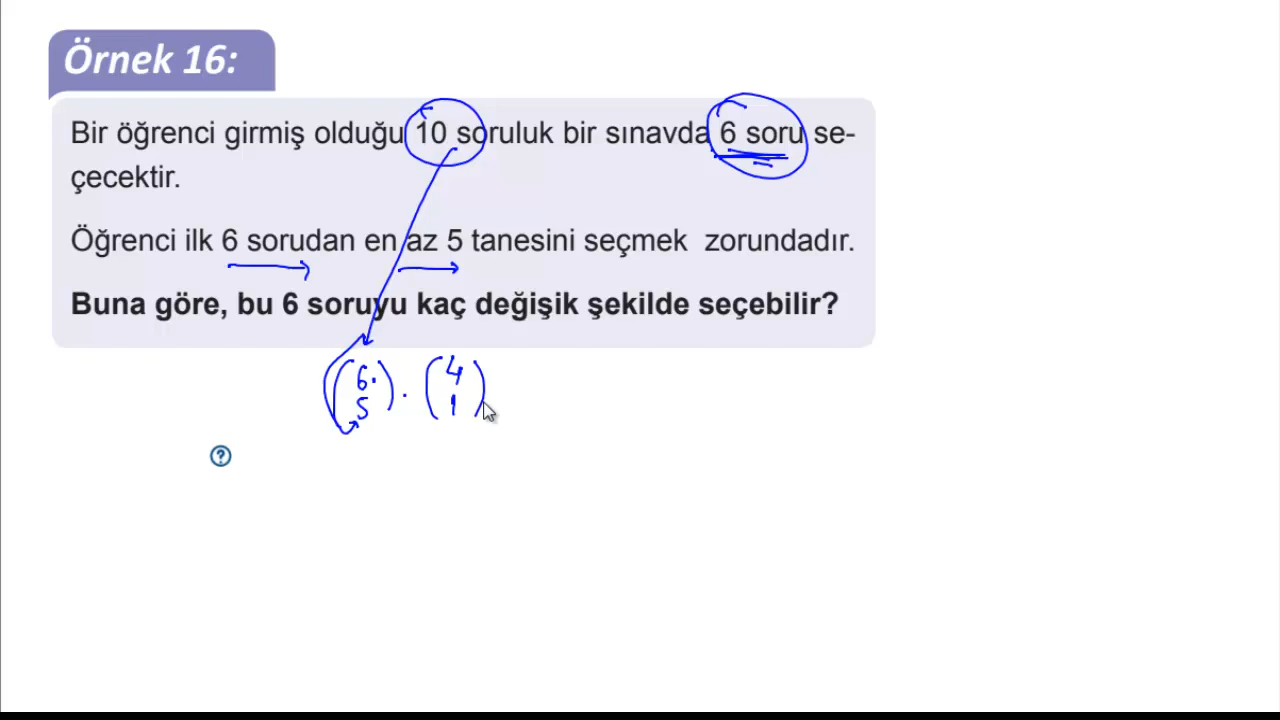 Örnek 16:
Bir öğrenci girmiş olduğu 10 soruluk bir sınavda 6 soru se-
çecektir.
Öğrenci ilk 6 sorudan en az 5 tanesini seçmek zorundadır.
Buna göre, bu 6 soruyu kaç değişik şekilde seçebilir?
(6 5) . (4 1)
?